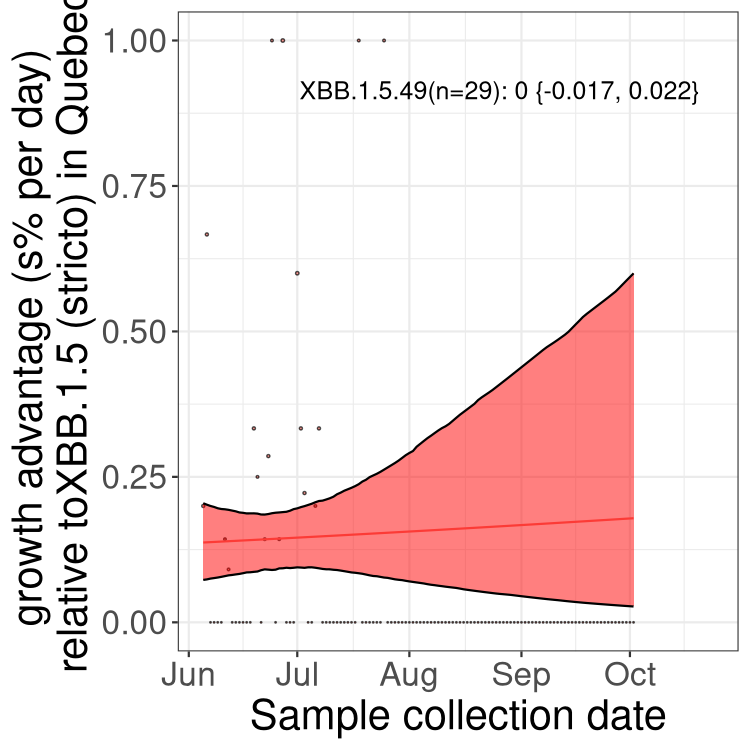 growth advantage (s% per day)
relative toXBB.1.5 (stricto) in Quebec
1.00
0.75
0.50
0.25
0.00
XBB.1.5.49(n=29): 0 {-0.017, 0.022}
Jun Jul Aug Sep Oct
Sample collection date